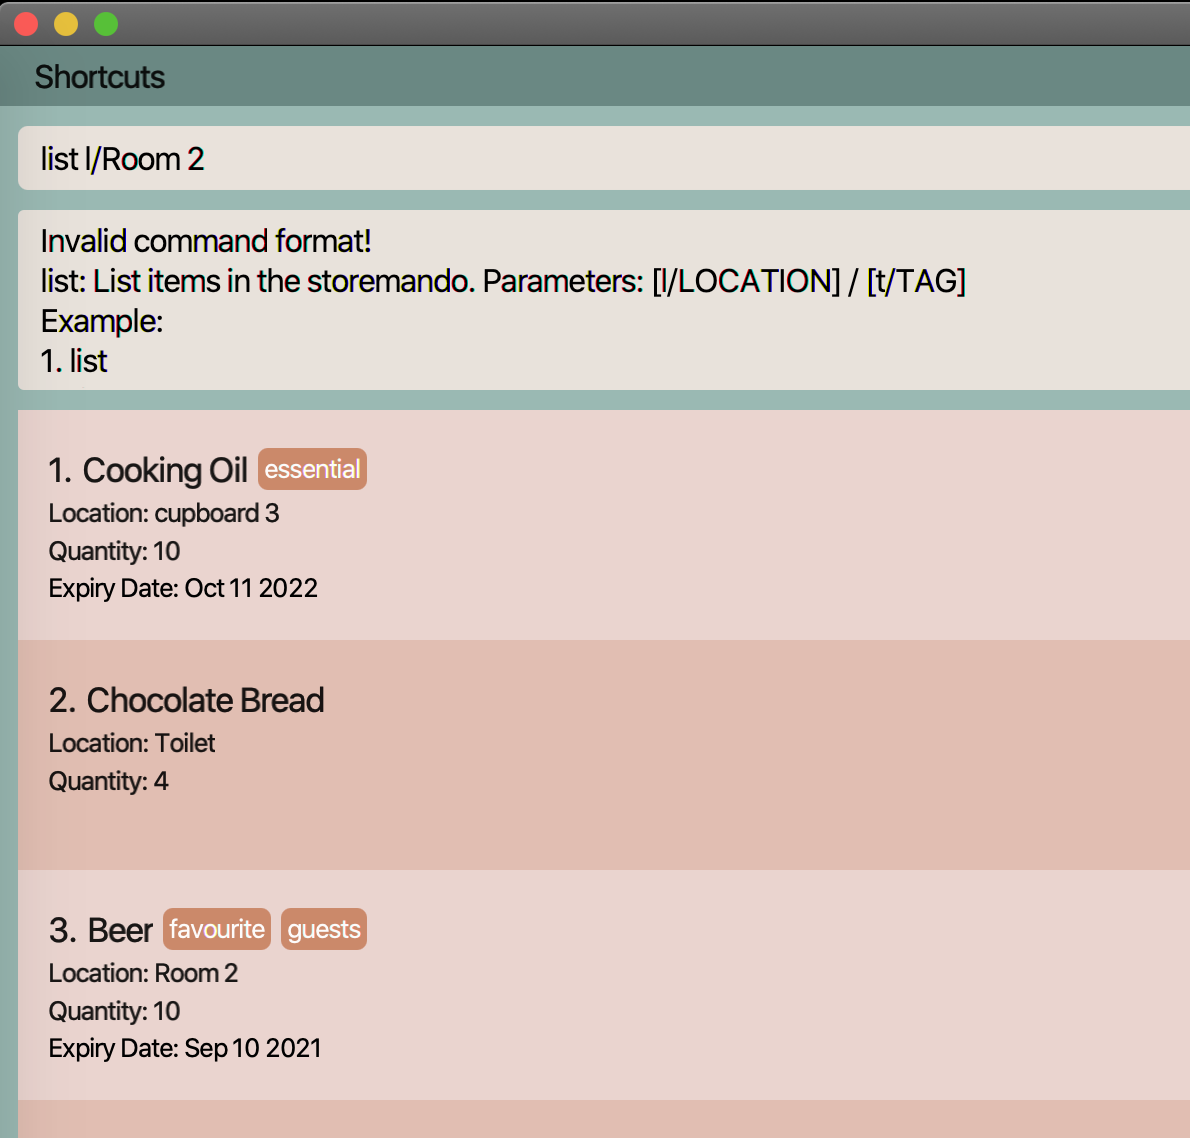 Shortcuts
list l/Room 2
Invalid command format!
list: List items in the storemando. Parameters: [l/LOCATION] / [t/TAG]
Example:
1. list
1. Cooking Oil essential
Location: cupboard 3
Quantity: 10
Expiry Date: Oct 11 2022
2. Chocolate Bread
Location: Toilet
Quantity: 4
3. Beer favourite guests
Location: Room 2
Quantity: 10
Expiry Date: Sep 10 2021